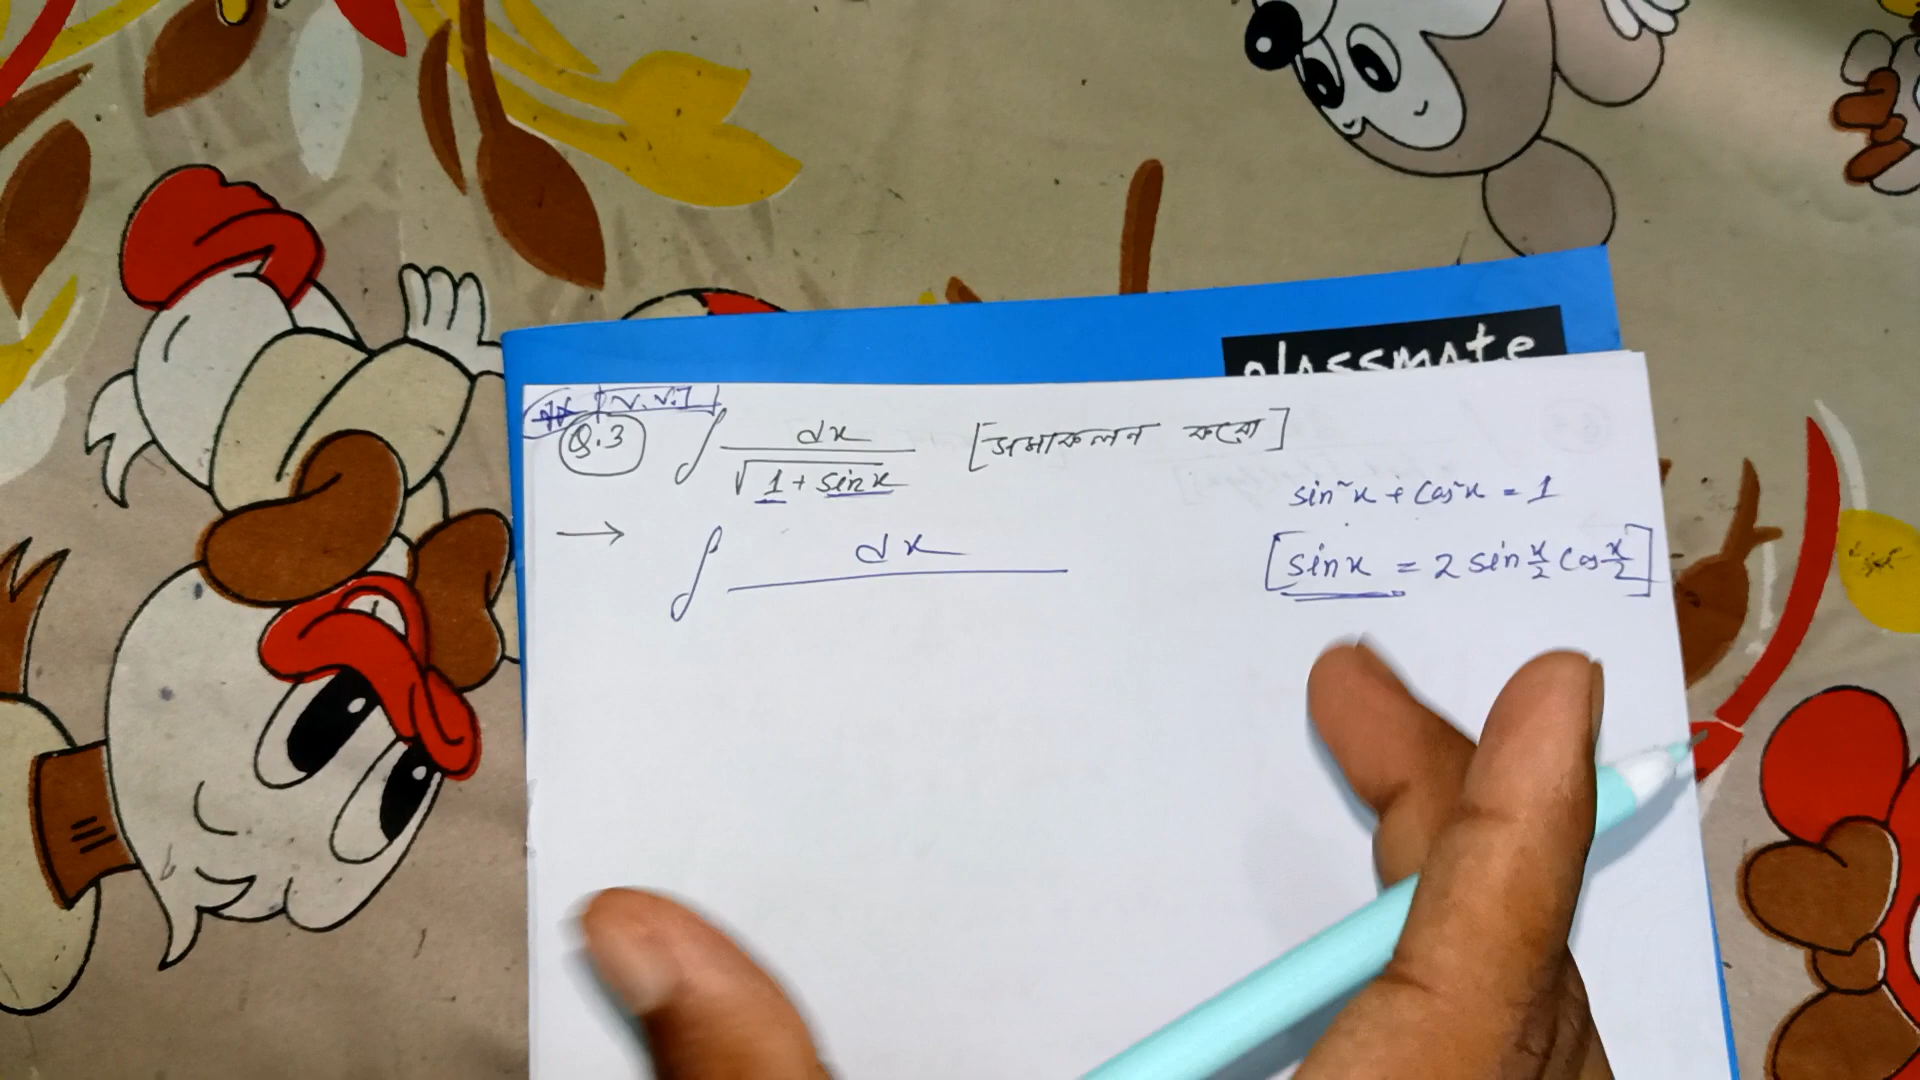 classmate
[V.V.I]
Q.3 ∫ dx / √(1 + sinx) [সমাকলন করো]
sin²x + cos²x = 1
→ ∫ dx
[sinx = 2 sin x/2 cos x/2]